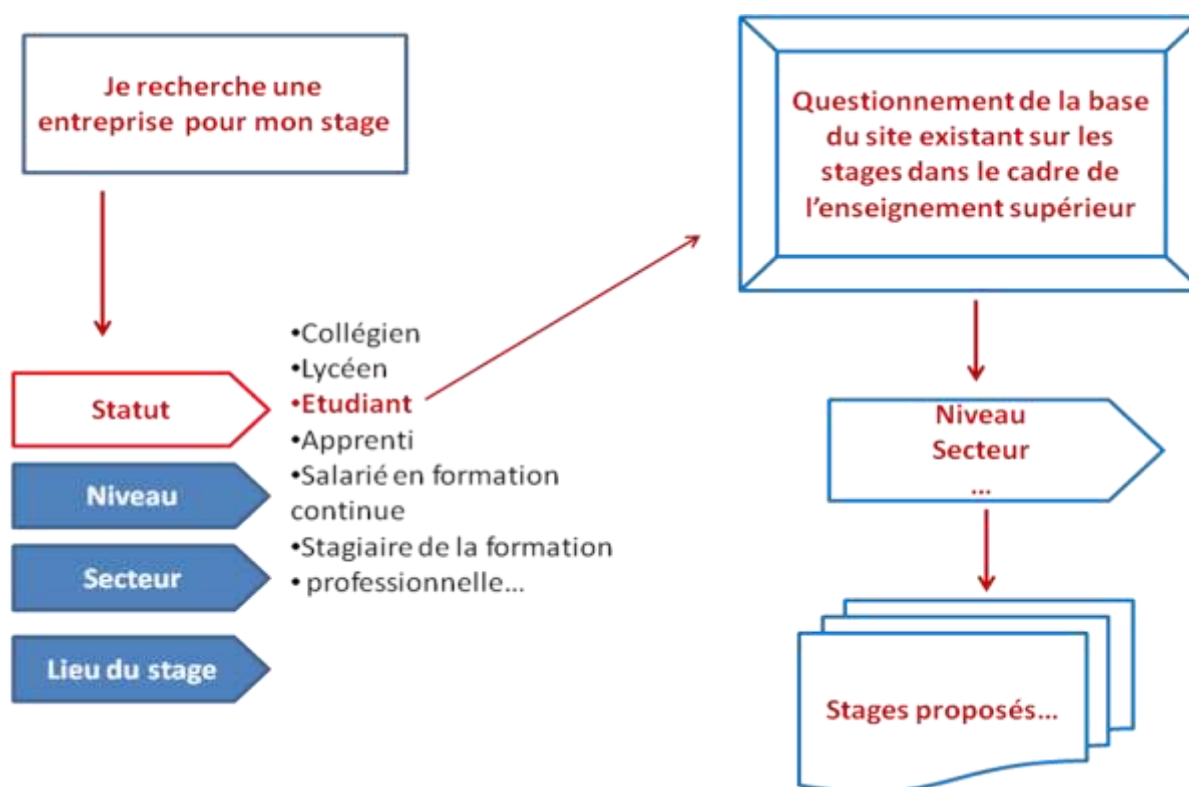 Je recherche une
entreprise pour mon stage
Statut
Niveau
Secteur
Lieu du stage
•Collégien
•Lycéen
•Etudiant
•Apprenti
•Salarié en formation
continue
•Stagiaire de la formation
• professionnelle...
Questionnement de la base
du site existant sur les
stages dans le cadre de
l'enseignement supérieur
Niveau
Secteur
...
Stages proposés...